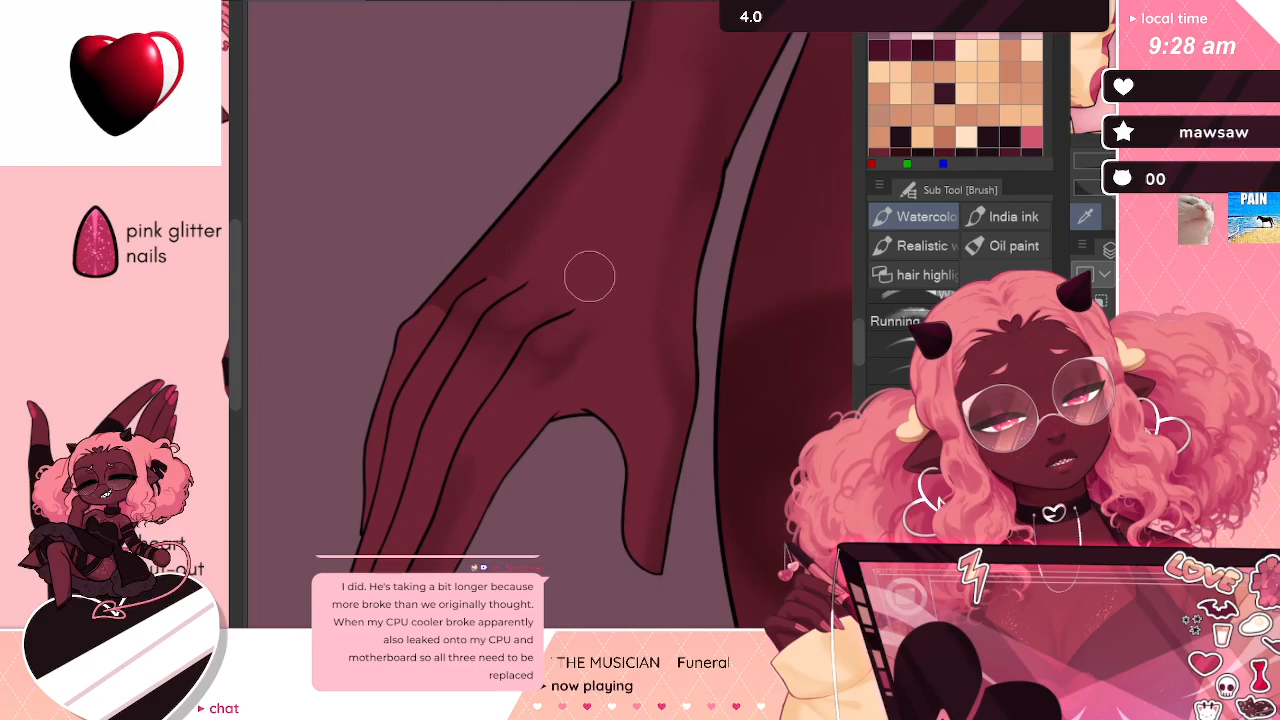 4.0
▸ local time
9:28 am
mawsaw
00
PAIN
pink glitter
nails
Sub Tool [Brush]
Watercolo
India ink
Realistic w
Oil paint
hair highlig
Running
I did. He's taking a bit longer because
more broke than we originally thought.
When my CPU cooler broke apparently
also leaked onto my CPU and
motherboard so all three need to be
replaced
THE MUSICIAN Funeral
▸ now playing
▸ chat
LOVE